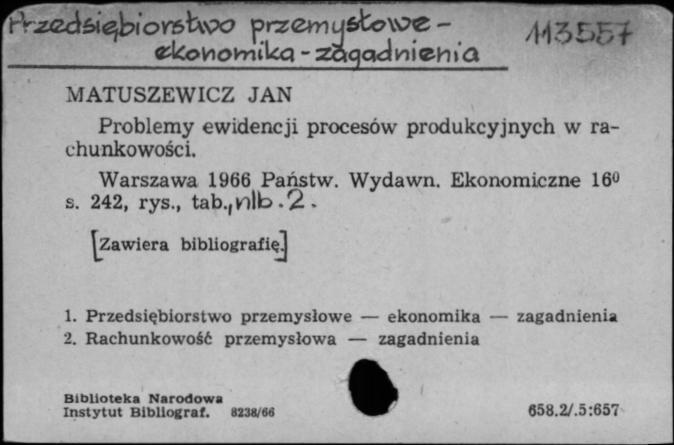 Przedsiębiorstwo przemysłowe -
ekonomika - zagadnienia
113557
MATUSZEWICZ JAN
Problemy ewidencji procesów produkcyjnych w ra-
chunkowości.
Warszawa 1966 Państw. Wydawn. Ekonomiczne 16⁰
s. 242, rys., tab., nlb. 2.
[Zawiera bibliografię.]
1. Przedsiębiorstwo przemysłowe — ekonomika — zagadnienia
2. Rachunkowość przemysłowa — zagadnienia
Biblioteka Narodowa
Instytut Bibliograf. 8238/66
658.2/.5:657